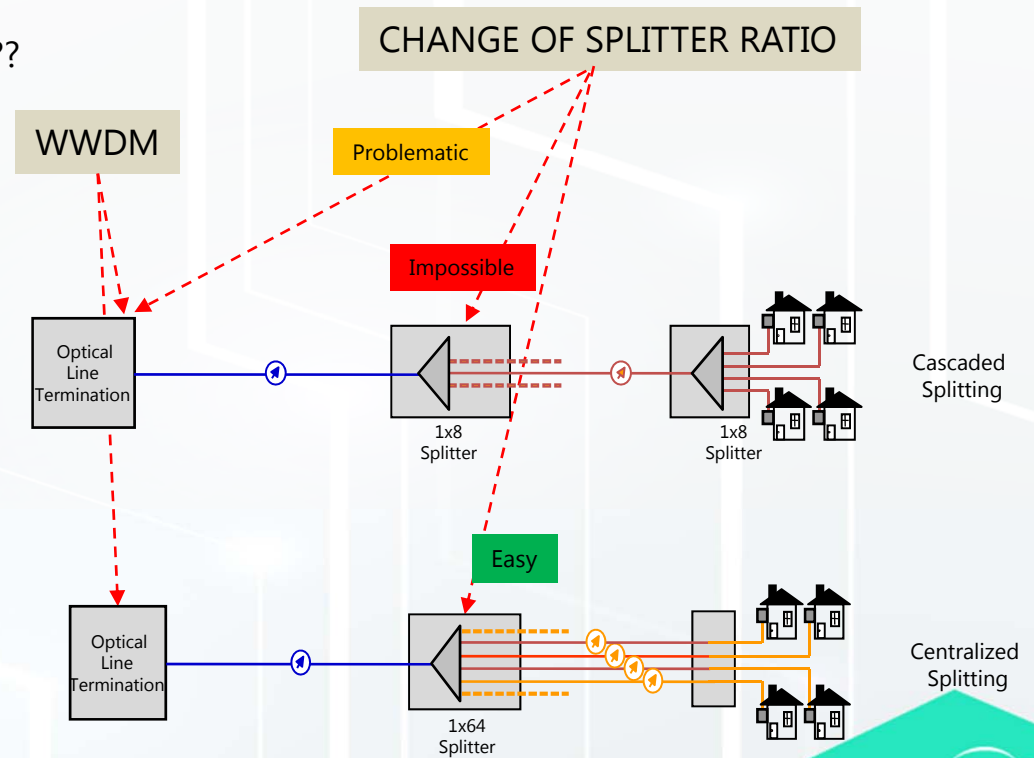 ??
CHANGE OF SPLITTER RATIO
WWDM
Problematic
Impossible
Optical
Line
Termination
1x8
Splitter
1x8
Splitter
Cascaded
Splitting
Easy
Optical
Line
Termination
1x64
Splitter
Centralized
Splitting